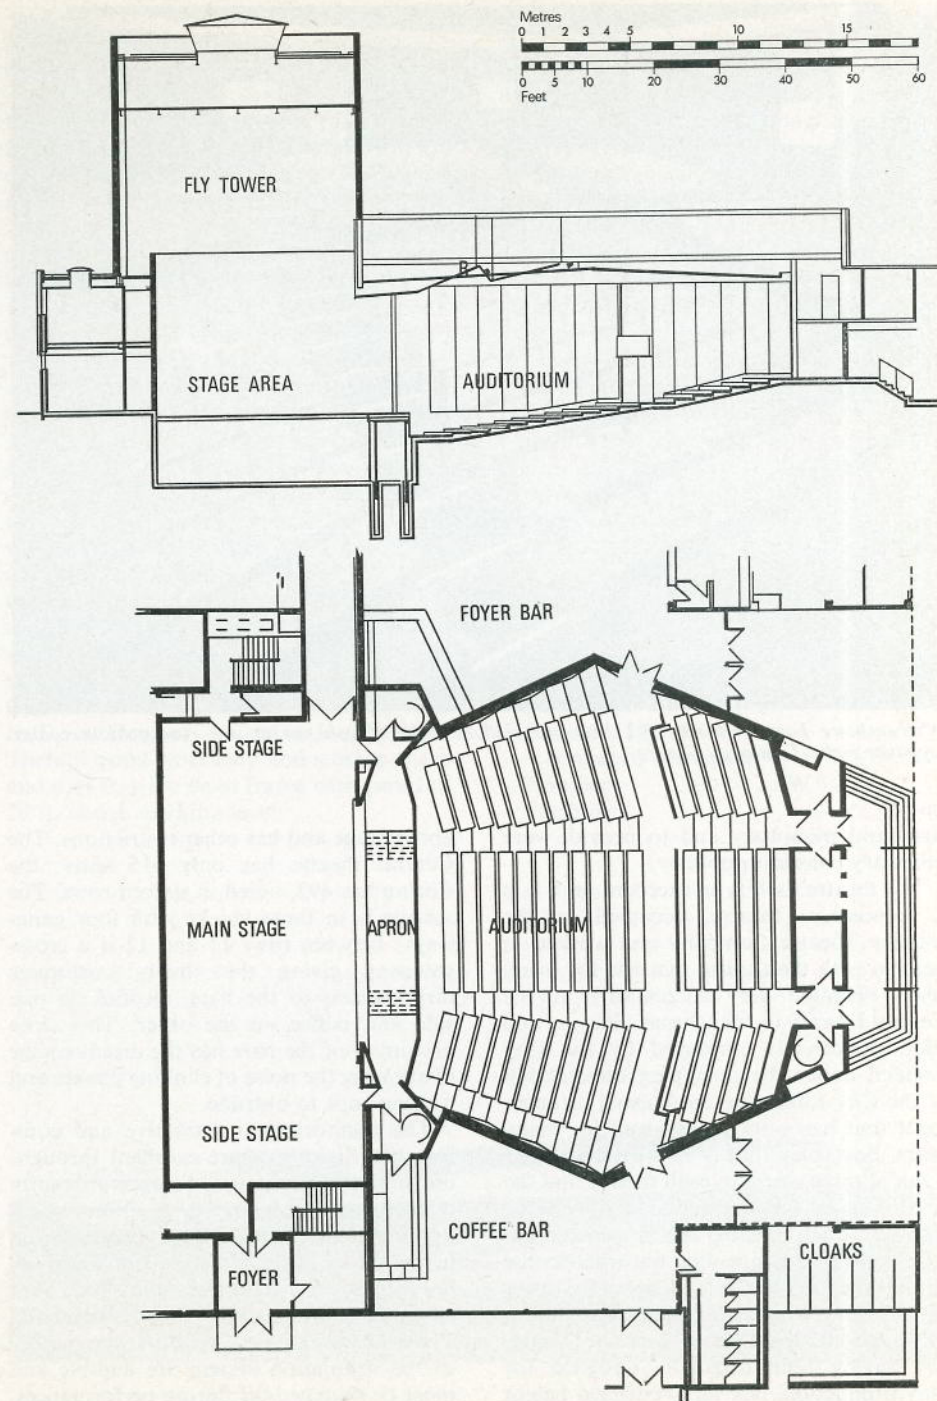 Metres
0 1 2 3 4 5 10 15
0 5 10 20 30 40 50 60
Feet
FLY TOWER
STAGE AREA
AUDITORIUM
FOYER BAR
SIDE STAGE
MAIN STAGE
APRON
AUDITORIUM
SIDE STAGE
COFFEE BAR
CLOAKS
FOYER